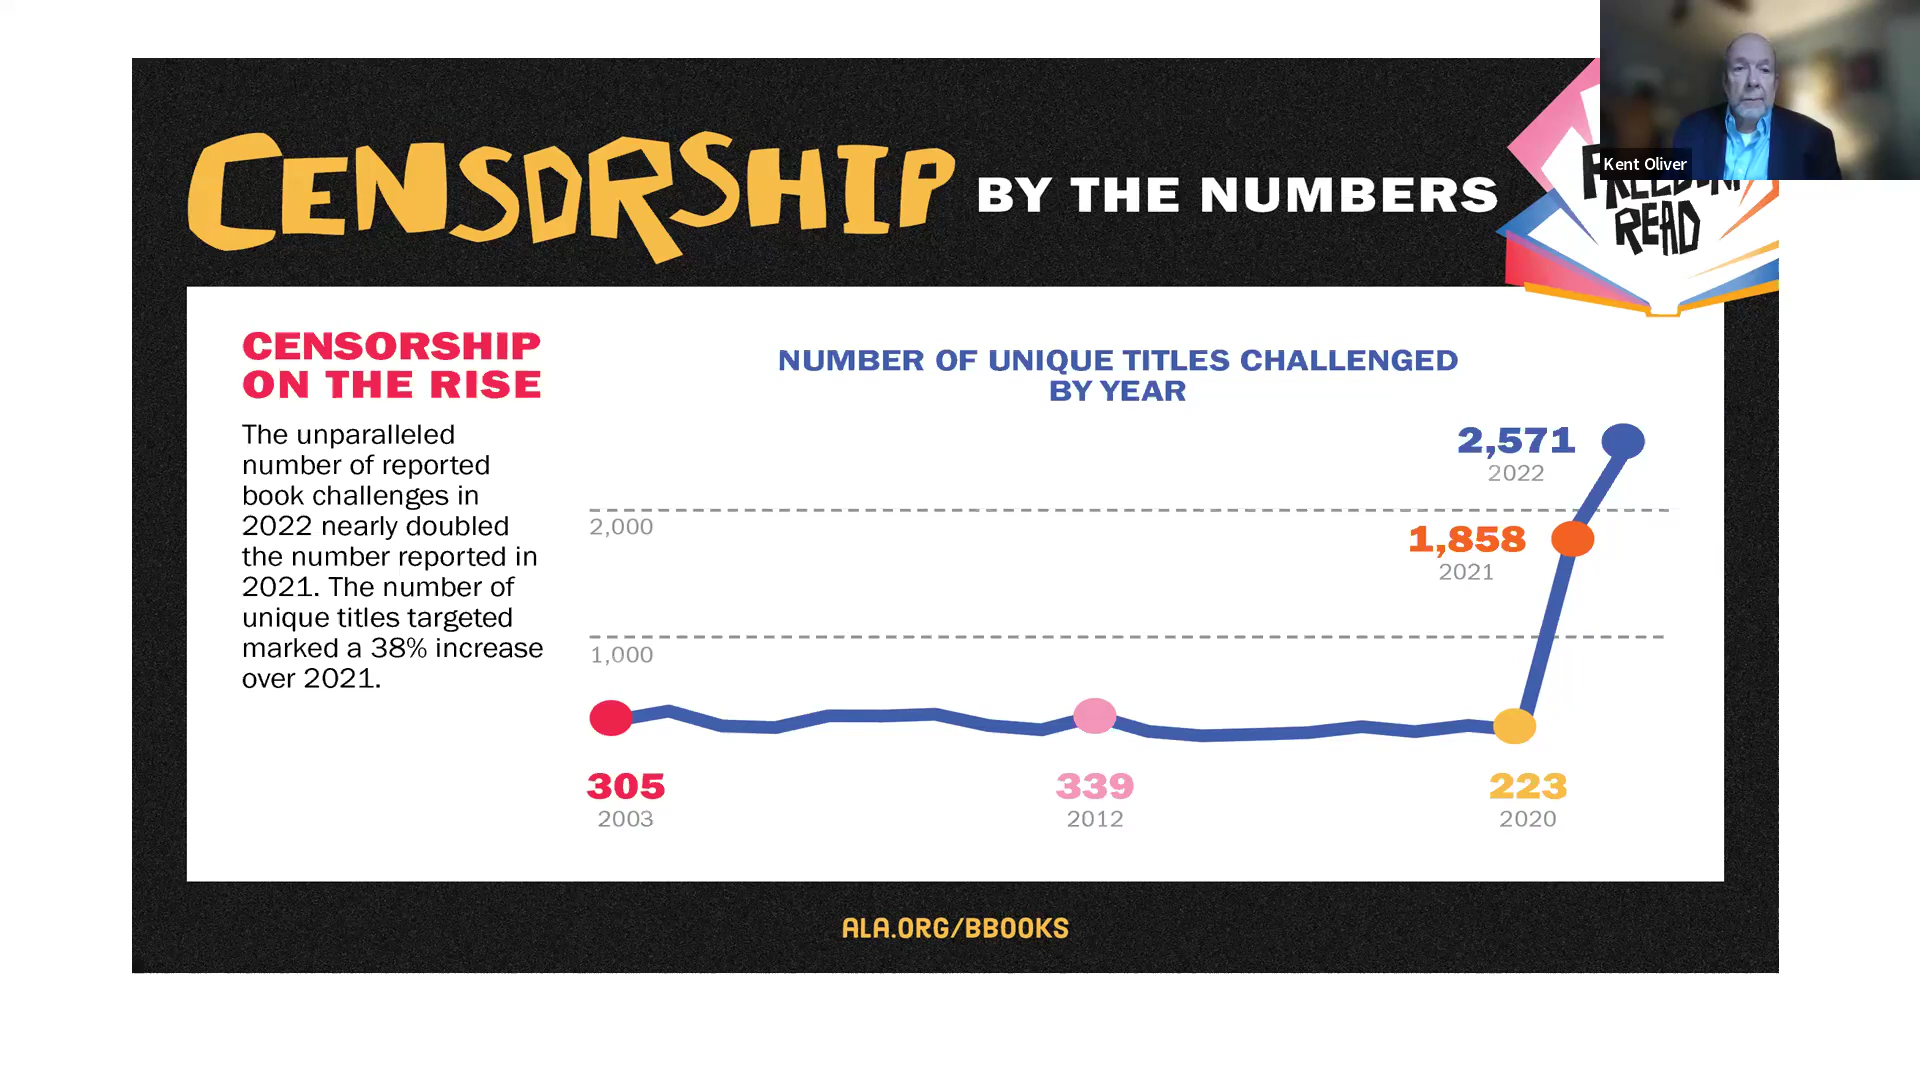 CENSORSHIP BY THE NUMBERS
Kent Oliver
READ
CENSORSHIP
ON THE RISE
The unparalleled
number of reported
book challenges in
2022 nearly doubled
the number reported in
2021. The number of
unique titles targeted
marked a 38% increase
over 2021.
NUMBER OF UNIQUE TITLES CHALLENGED
BY YEAR
2,571
2022
2,000
1,858
2021
1,000
305
2003
339
2012
223
2020
ALA.ORG/BBOOKS